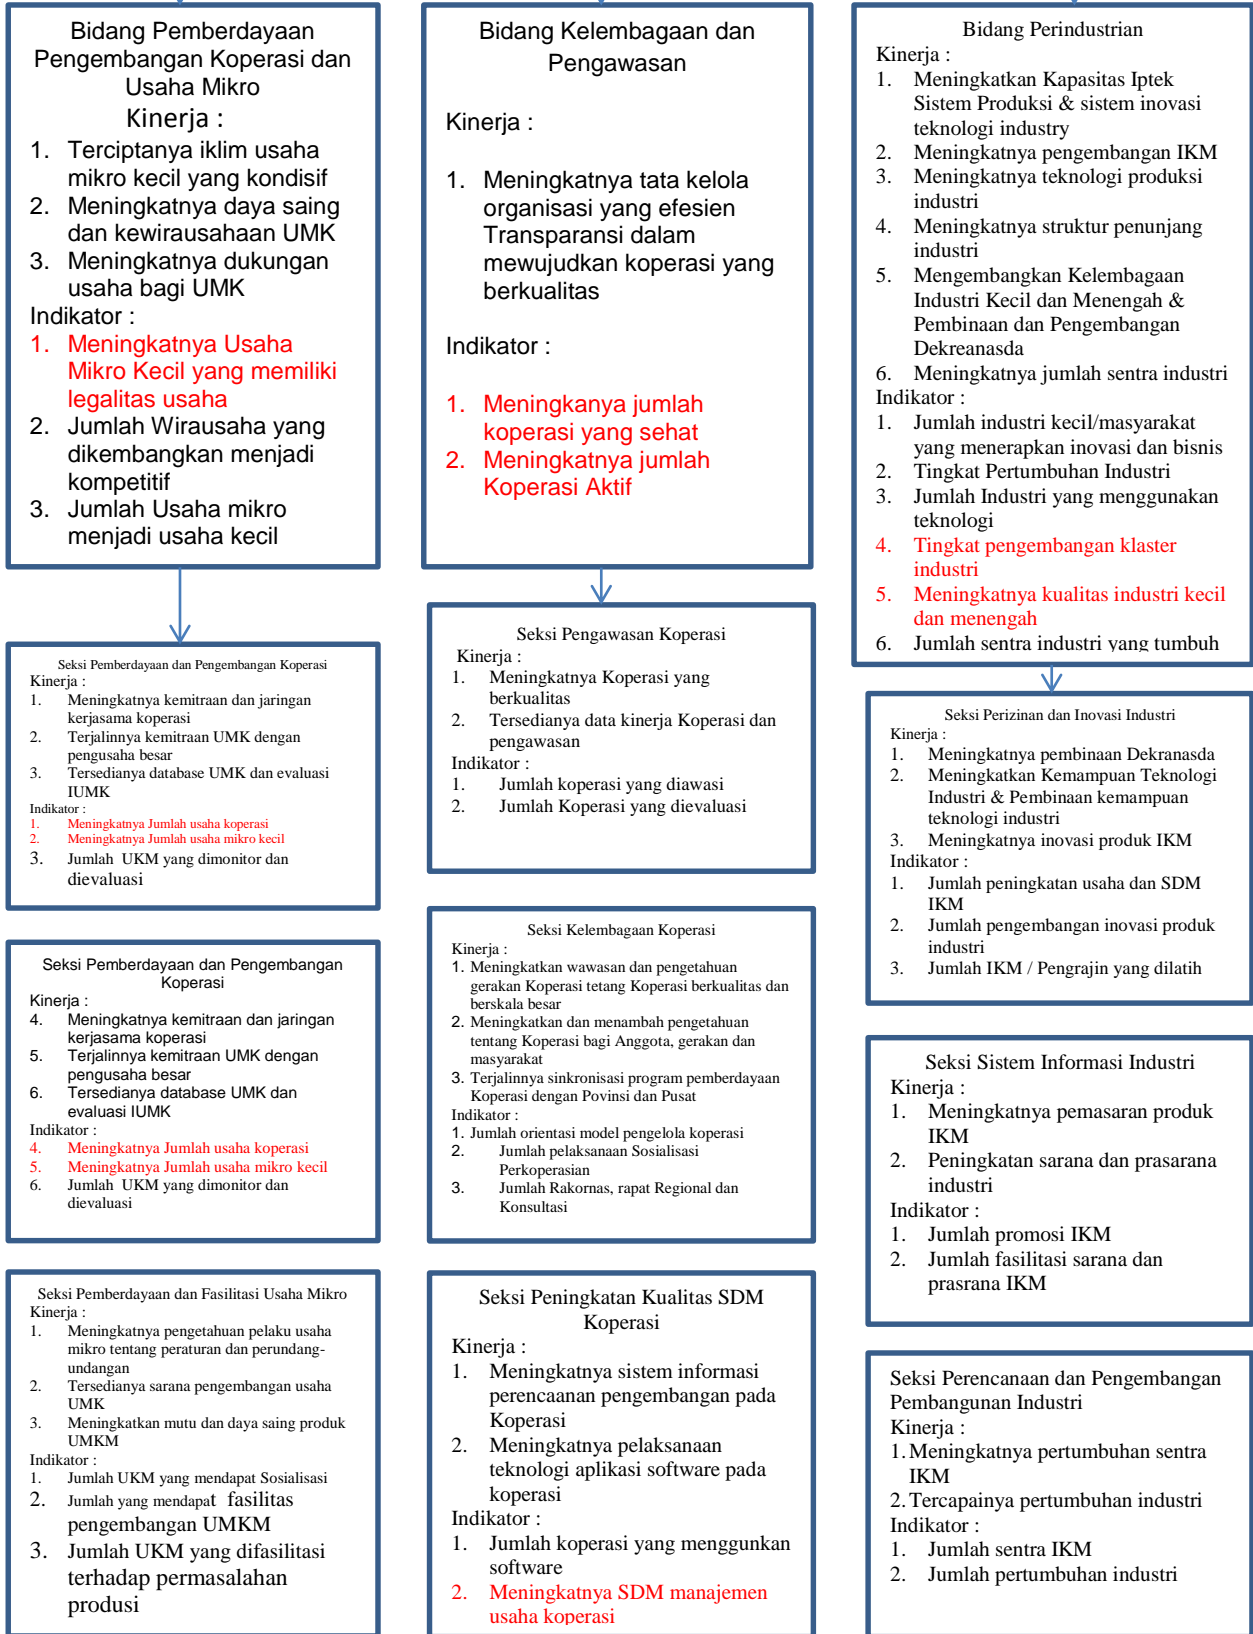 Bidang Pemberdayaan
Pengembangan Koperasi dan
Usaha Mikro
Kinerja :
1. Terciptanya iklim usaha
mikro kecil yang kondisif
2. Meningkatnya daya saing
dan kewirausahaan UMK
3. Meningkatnya dukungan
usaha bagi UMK
Indikator :
1. Meningkatnya Usaha
Mikro Kecil yang memiliki
legalitas usaha
2. Jumlah Wirausaha yang
dikembangkan menjadi
kompetitif
3. Jumlah Usaha mikro
menjadi usaha kecil
Seksi Pemberdayaan dan Pengembangan Koperasi
Kinerja :
1. Meningkatnya kemitraan dan jaringan
kerjasama koperasi
2. Terjalinnya kemitraan UMK dengan
pengusaha besar
3. Tersedianya database UMK dan evaluasi
IUMK
Indikator :
1. Meningkatnya Jumlah usaha koperasi
2. Meningkatnya Jumlah usaha mikro kecil
3. Jumlah UKM yang dimonitor dan
dievaluasi
Seksi Pemberdayaan dan Pengembangan
Koperasi
Kinerja :
4. Meningkatnya kemitraan dan jaringan
kerjasama koperasi
5. Terjalinnya kemitraan UMK dengan
pengusaha besar
6. Tersedianya database UMK dan
evaluasi IUMK
Indikator :
4. Meningkatnya Jumlah usaha koperasi
5. Meningkatnya Jumlah usaha mikro kecil
6. Jumlah UKM yang dimonitor dan
dievaluasi
Seksi Pemberdayaan dan Fasilitasi Usaha Mikro
Kinerja :
1. Meningkatnya pengetahuan pelaku usaha
mikro tentang peraturan dan perundang-
undangan
2. Tersedianya sarana pengembangan usaha
UMK
3. Meningkatkan mutu dan daya saing produk
UMKM
Indikator :
1. Jumlah UKM yang mendapat Sosialisasi
2. Jumlah yang mendapat fasilitas
pengembangan UMKM
3. Jumlah UKM yang difasilitasi
terhadap permasalahan
produsi
Bidang Kelembagaan dan
Pengawasan
Kinerja :
1. Meningkatnya tata kelola
organisasi yang efesien
Transparansi dalam
mewujudkan koperasi yang
berkualitas
Indikator :
1. Meningkanya jumlah
koperasi yang sehat
2. Meningkatnya jumlah
Koperasi Aktif
Seksi Pengawasan Koperasi
Kinerja :
1. Meningkatnya Koperasi yang
berkualitas
2. Tersedianya data kinerja Koperasi dan
pengawasan
Indikator :
1. Jumlah koperasi yang diawasi
2. Jumlah Koperasi yang dievaluasi
Seksi Kelembagaan Koperasi
Kinerja :
1. Meningkatkan wawasan dan pengetahuan
gerakan Koperasi tetang Koperasi berkualitas dan
berskala besar
2. Meningkatkan dan menambah pengetahuan
tentang Koperasi bagi Anggota, gerakan dan
masyarakat
3. Terjalinnya sinkronisasi program pemberdayaan
Koperasi dengan Povinsi dan Pusat
Indikator :
1. Jumlah orientasi model pengelola koperasi
2. Jumlah pelaksanaan Sosialisasi
Perkoperasian
3. Jumlah Rakornas, rapat Regional dan
Konsultasi
Seksi Peningkatan Kualitas SDM
Koperasi
Kinerja :
1. Meningkatnya sistem informasi
perencaanan pengembangan pada
Koperasi
2. Meningkatnya pelaksanaan
teknologi aplikasi software pada
koperasi
Indikator :
1. Jumlah koperasi yang menggunkan
software
2. Meningkatnya SDM manajemen
usaha koperasi
Bidang Perindustrian
Kinerja :
1. Meningkatkan Kapasitas Iptek
Sistem Produksi & sistem inovasi
teknologi industry
2. Meningkatnya pengembangan IKM
3. Meningkatnya teknologi produksi
industri
4. Meningkatnya struktur penunjang
industri
5. Mengembangkan Kelembagaan
Industri Kecil dan Menengah &
Pembinaan dan Pengembangan
Dekreanasda
6. Meningkatnya jumlah sentra industri
Indikator :
1. Jumlah industri kecil/masyarakat
yang menerapkan inovasi dan bisnis
2. Tingkat Pertumbuhan Industri
3. Jumlah Industri yang menggunakan
teknologi
4. Tingkat pengembangan klaster
industri
5. Meningkatnya kualitas industri kecil
dan menengah
6. Jumlah sentra industri yang tumbuh
Seksi Perizinan dan Inovasi Industri
Kinerja :
1. Meningkatnya pembinaan Dekranasda
2. Meningkatkan Kemampuan Teknologi
Industri & Pembinaan kemampuan
teknologi industri
3. Meningkatnya inovasi produk IKM
Indikator :
1. Jumlah peningkatan usaha dan SDM
IKM
2. Jumlah pengembangan inovasi produk
industri
3. Jumlah IKM / Pengrajin yang dilatih
Seksi Sistem Informasi Industri
Kinerja :
1. Meningkatnya pemasaran produk
IKM
2. Peningkatan sarana dan prasarana
industri
Indikator :
1. Jumlah promosi IKM
2. Jumlah fasilitasi sarana dan
prasrana IKM
Seksi Perencanaan dan Pengembangan
Pembangunan Industri
Kinerja :
1. Meningkatnya pertumbuhan sentra
IKM
2. Tercapainya pertumbuhan industri
Indikator :
1. Jumlah sentra IKM
2. Jumlah pertumbuhan industri